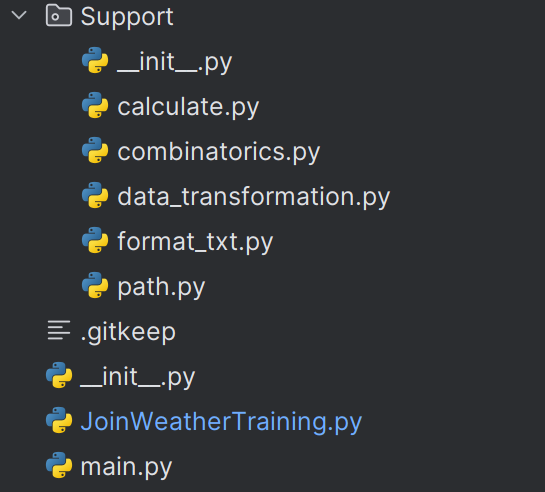 Support
__init__.py
calculate.py
combinatorics.py
data_transformation.py
format_txt.py
path.py
.gitkeep
__init__.py
JoinWeatherTraining.py
main.py